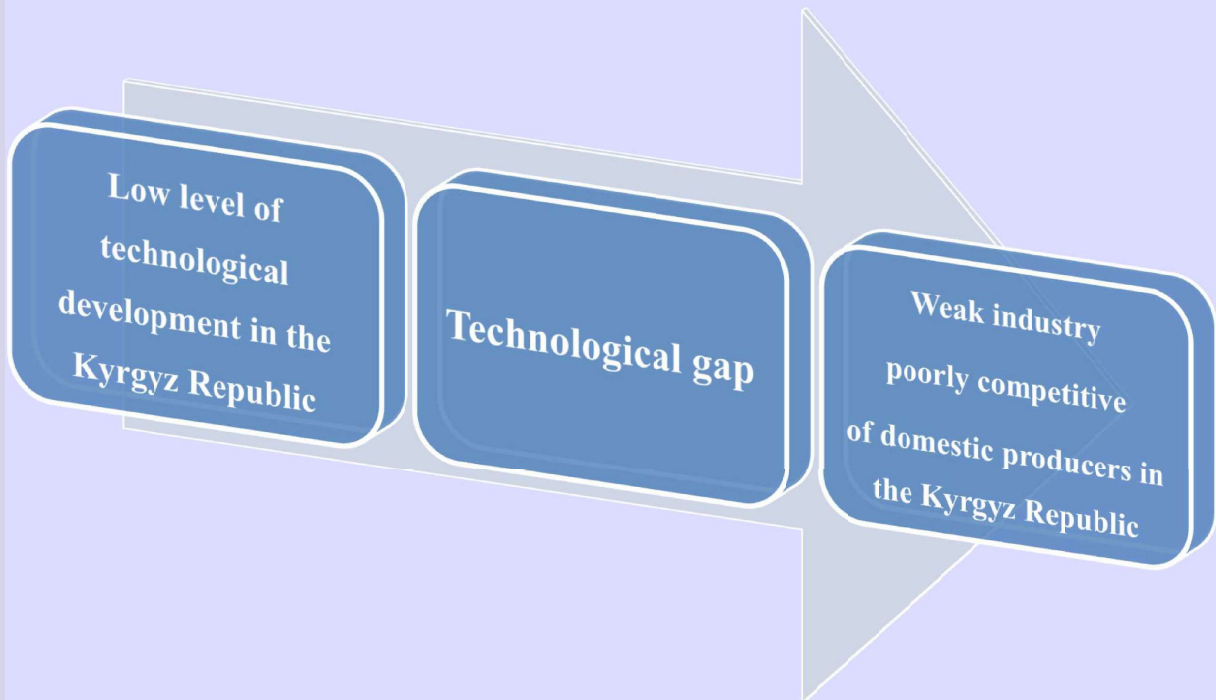 Low level of
technological
development in the
Kyrgyz Republic
Technological gap
Weak industry
poorly competitive
of domestic producers in
the Kyrgyz Republic